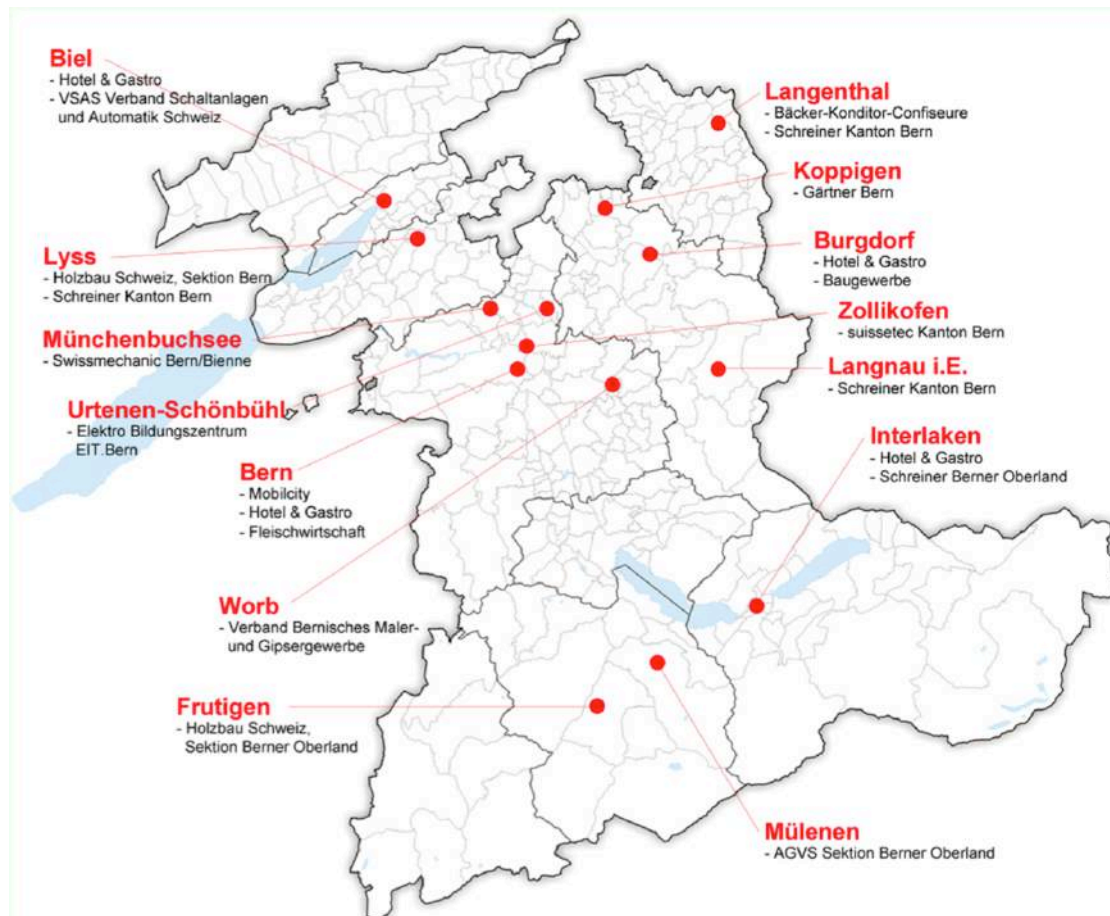 Biel
- Hotel & Gastro
- VSAS Verband Schaltanlagen
und Automatik Schweiz
Langenthal
- Bäcker-Konditor-Confiseure
- Schreiner Kanton Bern
Koppigen
- Gärtner Bern
Lyss
- Holzbau Schweiz, Sektion Bern
- Schreiner Kanton Bern
Burgdorf
- Hotel & Gastro
- Baugewerbe
Münchenbuchsee
- Swissmechanic Bern/Bienne
Zollikofen
- suissetec Kanton Bern
Langnau i.E.
- Schreiner Kanton Bern
Urtenen-Schönbühl
- Elektro Bildungszentrum
EIT.Bern
Interlaken
- Hotel & Gastro
- Schreiner Berner Oberland
Bern
- Mobilcity
- Hotel & Gastro
- Fleischwirtschaft
Worb
- Verband Bernisches Maler-
und Gipsergewerbe
Frutigen
- Holzbau Schweiz,
Sektion Berner Oberland
Mülenen
- AGVS Sektion Berner Oberland